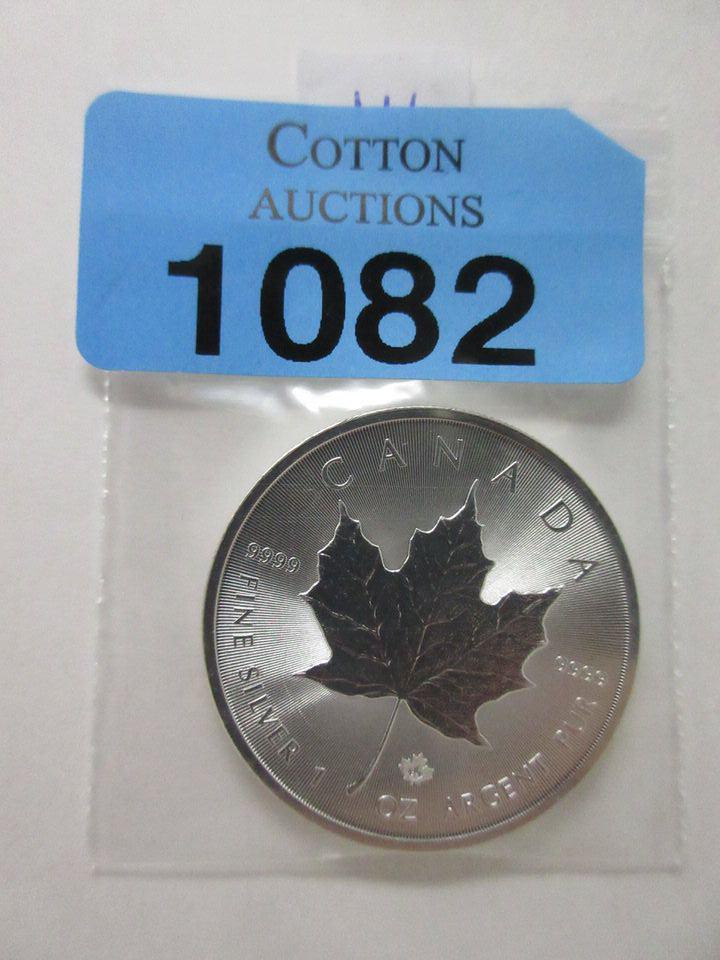 COTTON
AUCTIONS
1082
CANADA
9999
9999
FINE SILVER 1 OZ ARGENT PUR